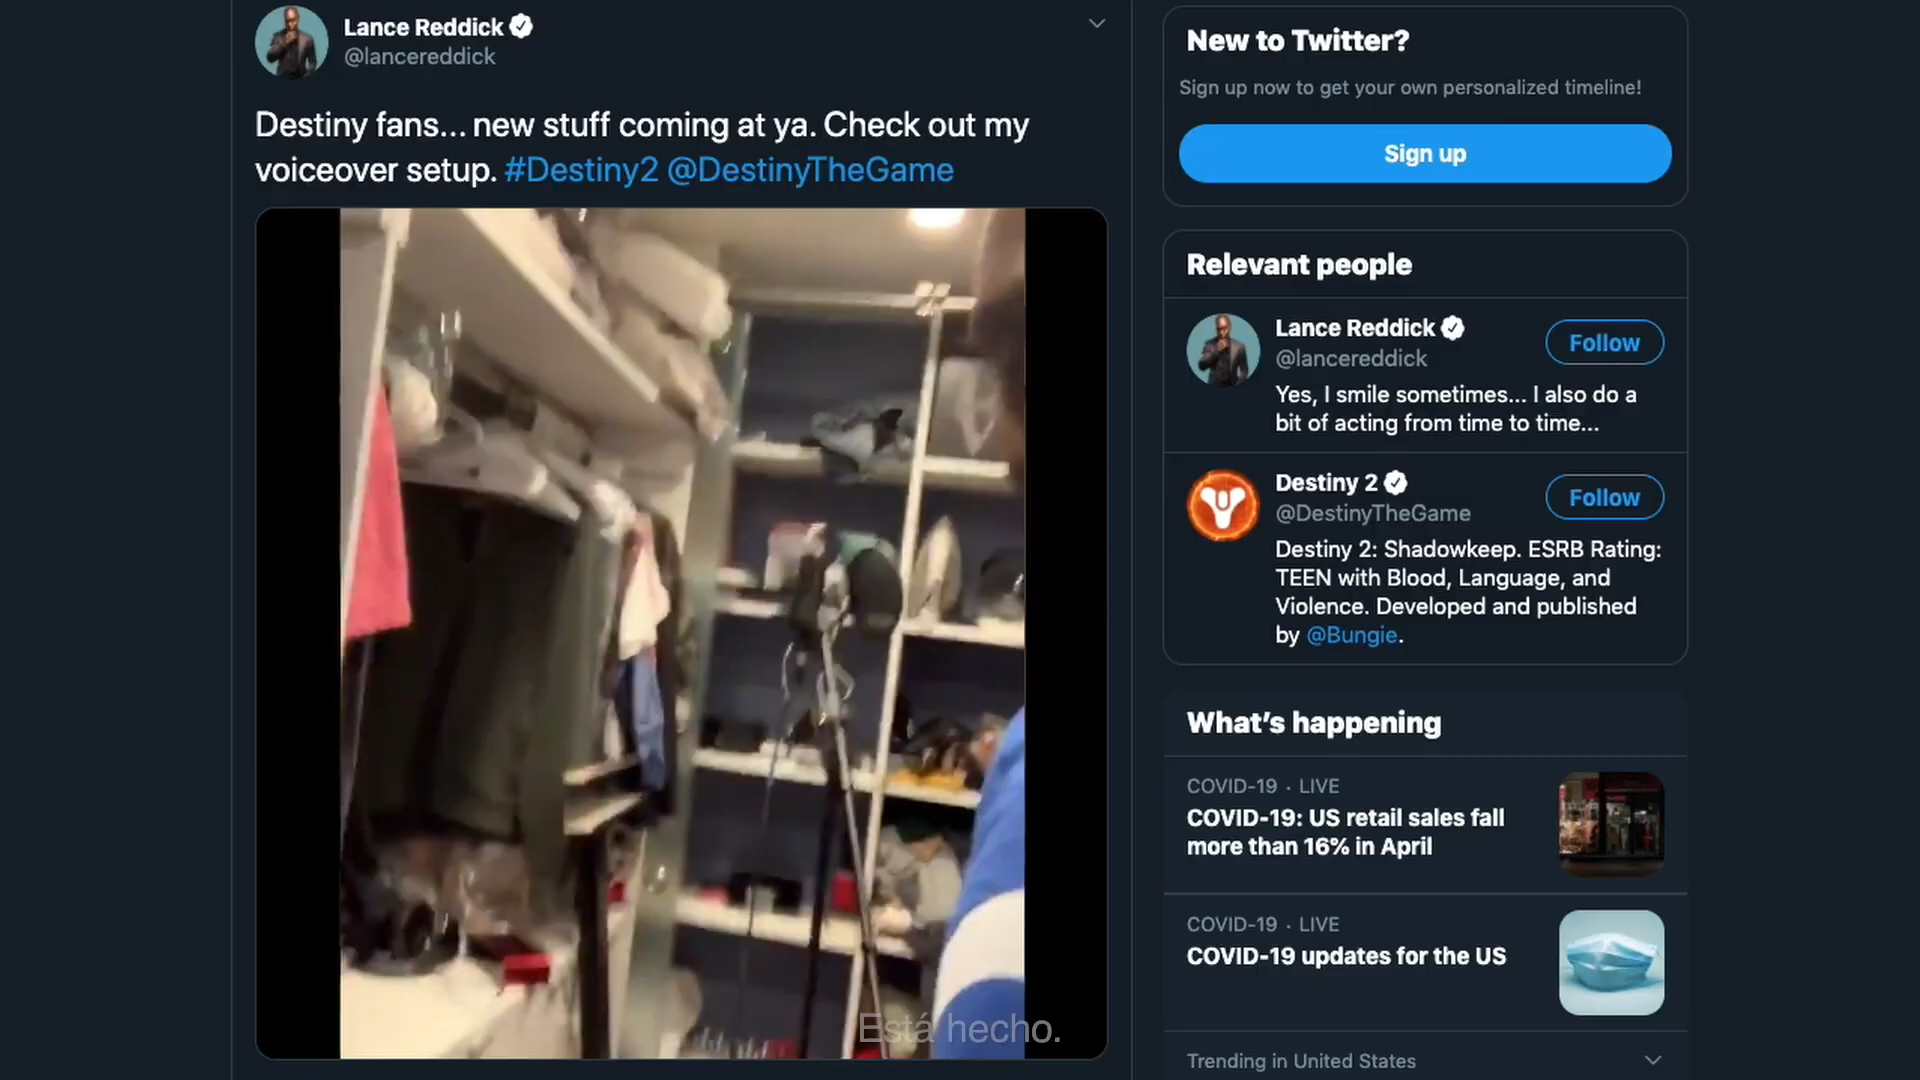 Lance Reddick
@lancereddick
Destiny fans... new stuff coming at ya. Check out my
voiceover setup. #Destiny2 @DestinyTheGame
Está hecho.
New to Twitter?
Sign up now to get your own personalized timeline!
Sign up
Relevant people
Lance Reddick
@lancereddick
Follow
Yes, I smile sometimes... I also do a
bit of acting from time to time...
Destiny 2
@DestinyTheGame
Follow
Destiny 2: Shadowkeep. ESRB Rating:
TEEN with Blood, Language, and
Violence. Developed and published
by @Bungie.
What's happening
COVID-19 · LIVE
COVID-19: US retail sales fall
more than 16% in April
COVID-19 · LIVE
COVID-19 updates for the US
Trending in United States